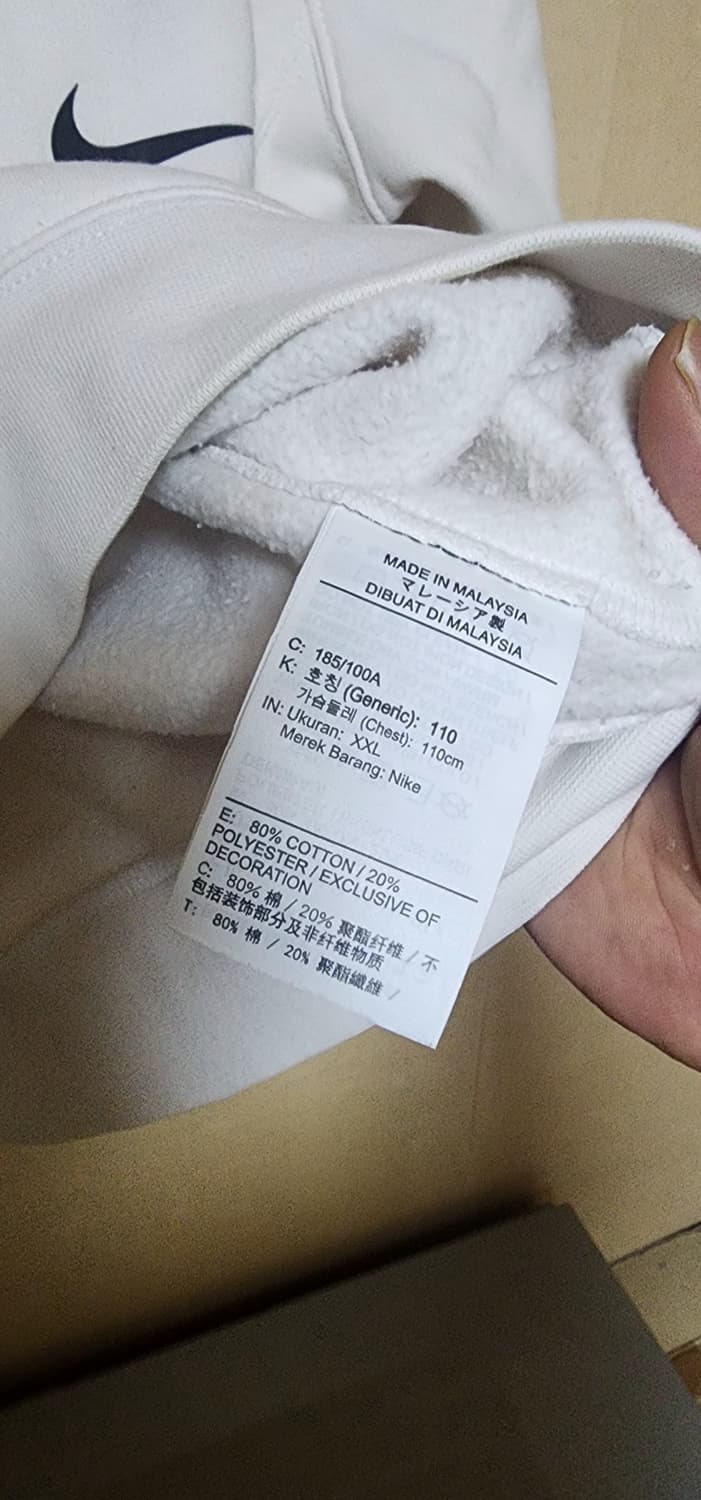 MADE IN MALAYSIA
マレーシア製
DIBUAT DI MALAYSIA
C: 185/100A
K: 호칭 (Generic): 110
가슴둘레 (Chest): 110cm
IN: Ukuran: XXL
Merek Barang: Nike
E: 80% COTTON / 20%
POLYESTER / EXCLUSIVE OF
DECORATION
C: 80% 棉 / 20% 聚酯纤维 / 不
包括装饰部分及非纤维物质
T: 80% 棉 / 20% 聚酯纖維 /